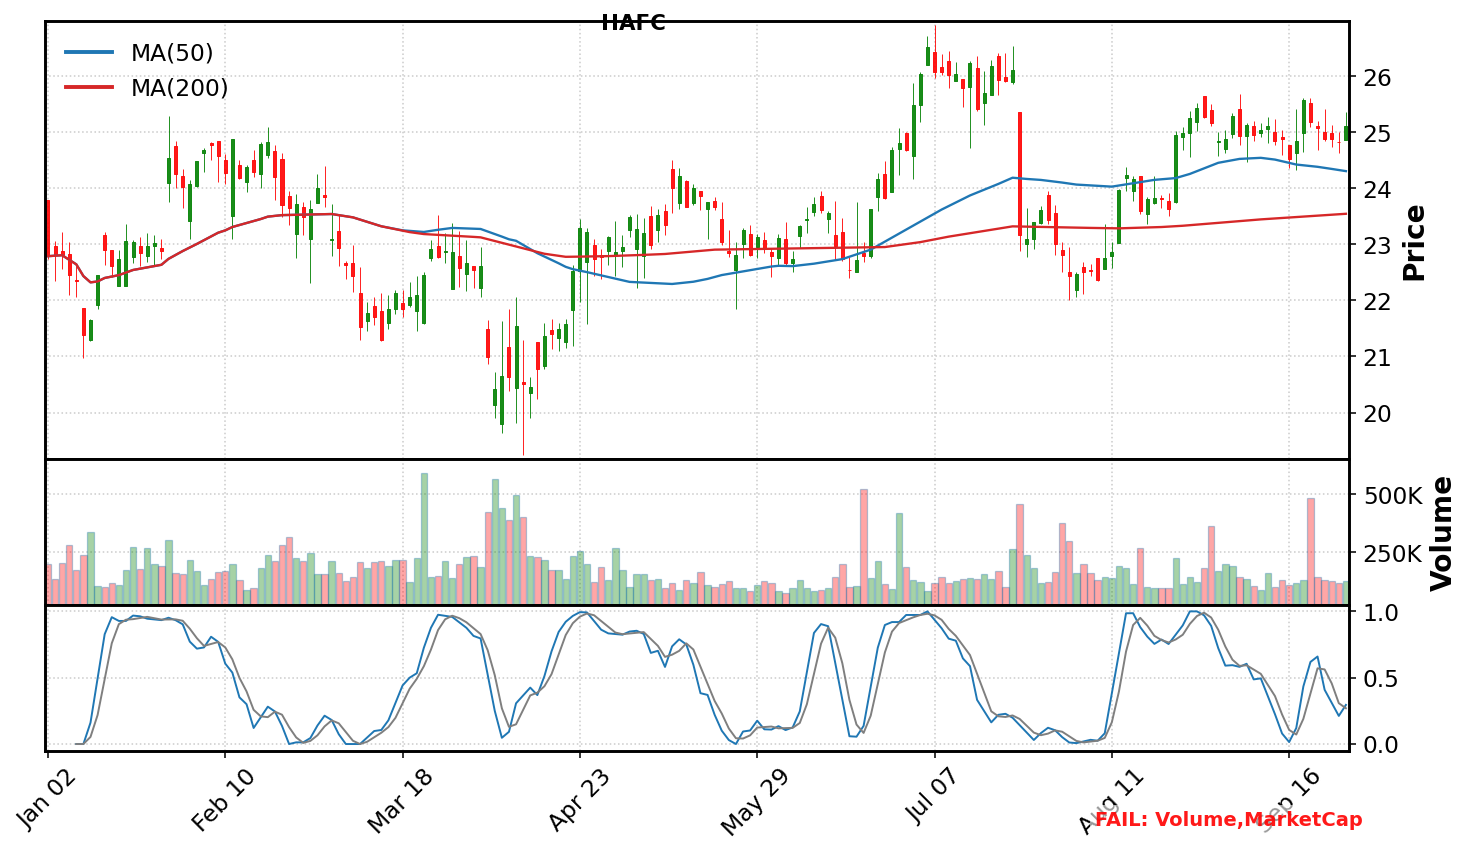 HAFC
MA(50)
MA(200)
26
25
24
23
22
21
20
Price
500K
250K
Volume
1.0
0.5
0.0
Jan 02
Feb 10
Mar 18
Apr 23
May 29
Jul 07
Aug 11
Sep 16
FAIL: Volume,MarketCap